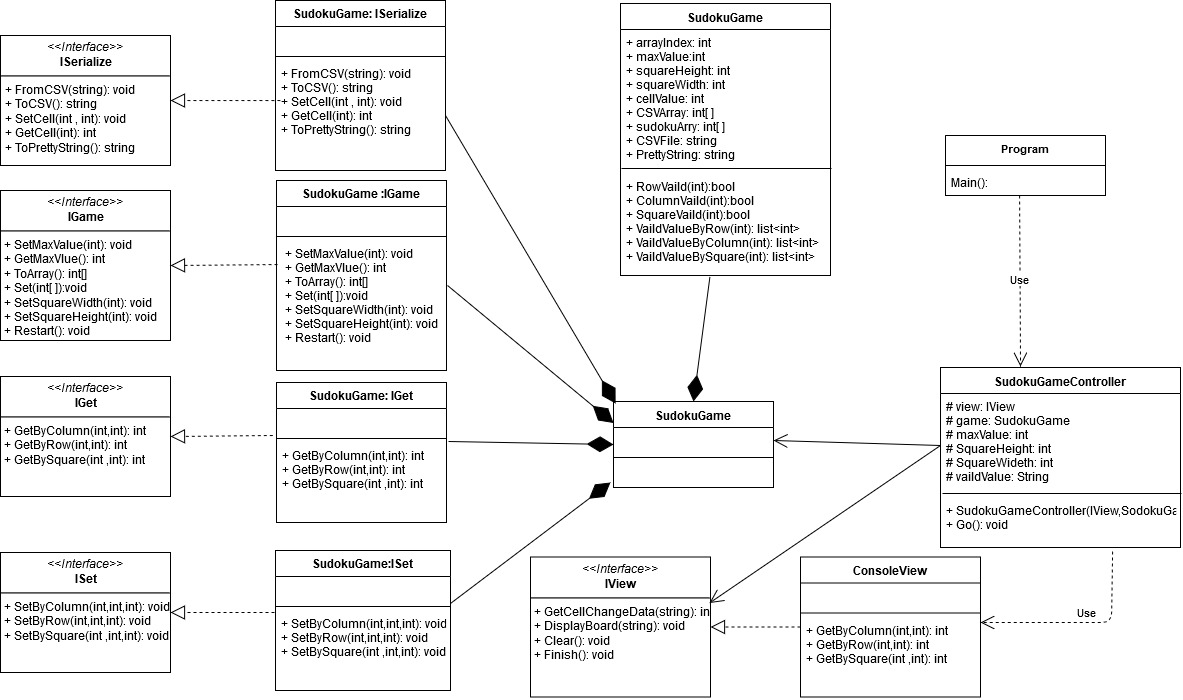 <<Interface>>
ISerialize
+ FromCSV(string): void
+ ToCSV(): string
+ SetCell(int , int): void
+ GetCell(int): int
+ ToPrettyString(): string
SudokuGame: ISerialize
+ FromCSV(string): void
+ ToCSV(): string
+ SetCell(int , int): void
+ GetCell(int): int
+ ToPrettyString(): string
SudokuGame
+ arrayIndex: int
+ maxValue:int
+ squareHeight: int
+ squareWidth: int
+ cellValue: int
+ CSVArray: int[ ]
+ sudokuArry: int[ ]
+ CSVFile: string
+ PrettyString: string
+ RowVaild(int):bool
+ ColumnVaild(int):bool
+ SquareVaild(int):bool
+ VaildValueByRow(int): list<int>
+ VaildValueByColumn(int): list<int>
+ VaildValueBySquare(int): list<int>
Program
Main():
Use
<<Interface>>
IGame
+ SetMaxValue(int): void
+ GetMaxVlue(): int
+ ToArray(): int[]
+ Set(int[ ]):void
+ SetSquareWidth(int): void
+ SetSquareHeight(int): void
+ Restart(): void
SudokuGame :IGame
+ SetMaxValue(int): void
+ GetMaxVlue(): int
+ ToArray(): int[]
+ Set(int[ ]):void
+ SetSquareWidth(int): void
+ SetSquareHeight(int): void
+ Restart(): void
<<Interface>>
IGet
+ GetByColumn(int,int): int
+ GetByRow(int,int): int
+ GetBySquare(int ,int): int
SudokuGame: IGet
+ GetByColumn(int,int): int
+ GetByRow(int,int): int
+ GetBySquare(int ,int): int
SudokuGame
SudokuGameController
# view: IView
# game: SudokuGame
# maxValue: int
# SquareHeight: int
# SquareWideth: int
# vaildValue: String
+ SudokuGameController(IView,SodokuGa
+ Go(): void
<<Interface>>
ISet
+ SetByColumn(int,int,int): void
+ SetByRow(int,int,int): void
+ SetBySquare(int ,int,int): void
SudokuGame:ISet
+ SetByColumn(int,int,int): void
+ SetByRow(int,int,int): void
+ SetBySquare(int ,int,int): void
<<Interface>>
IView
+ GetCellChangeData(string): in
+ DisplayBoard(string): void
+ Clear(): void
+ Finish(): void
ConsoleView
+ GetByColumn(int,int): int
+ GetByRow(int,int): int
+ GetBySquare(int ,int): int
Use